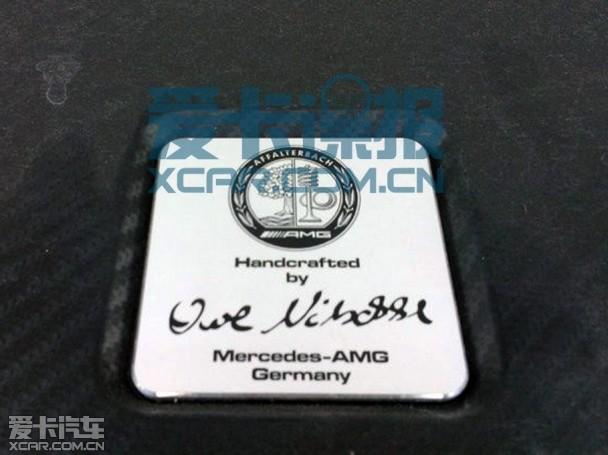 爱卡谍报
XCAR.COM.CN
AFFALTERBACH
AMG
Handcrafted
by
Mercedes-AMG
Germany
爱卡汽车
XCAR.COM.CN